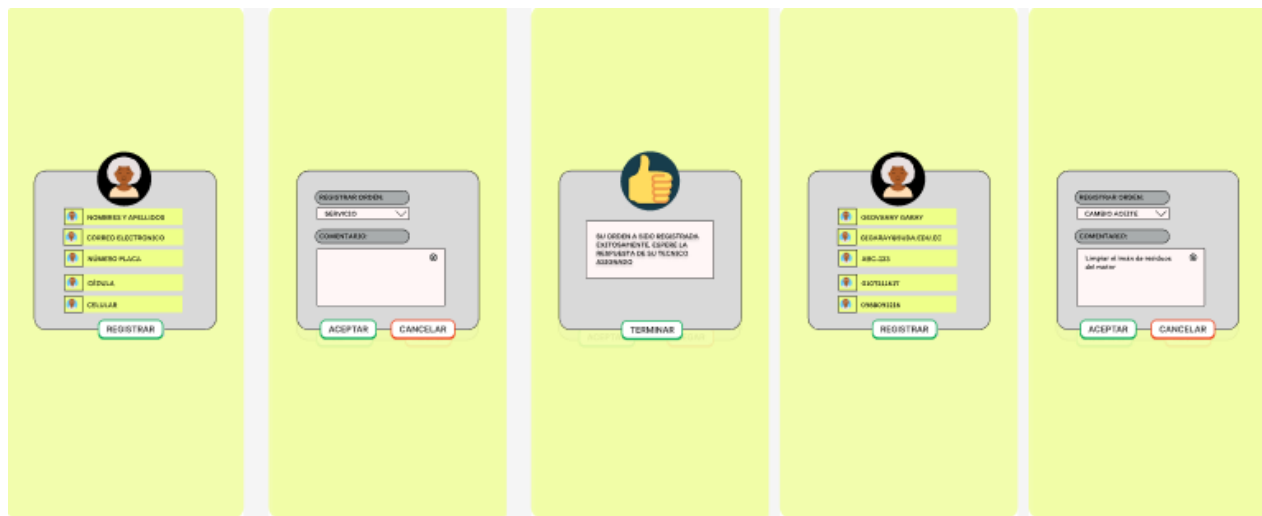 NOMBRES Y APELLIDOS
CORREO ELECTRÓNICO
NÚMERO PLACA
CÉDULA
CELULAR
REGISTRAR
REGISTRAR ORDEN:
SERVICIO
COMENTARIO:
ACEPTAR
CANCELAR
SU ORDEN A SIDO REGISTRADA
EXITOSAMENTE, ESPERE LA
RESPUESTA DE SU TECNICO
ASIGNADO
TERMINAR
GEOVANNY GARAY
ABC-123
REGISTRAR
REGISTRAR ORDEN:
CAMBIO ACEITE
COMENTARIO:
Limpiar el imán de residuos
del motor
ACEPTAR
CANCELAR